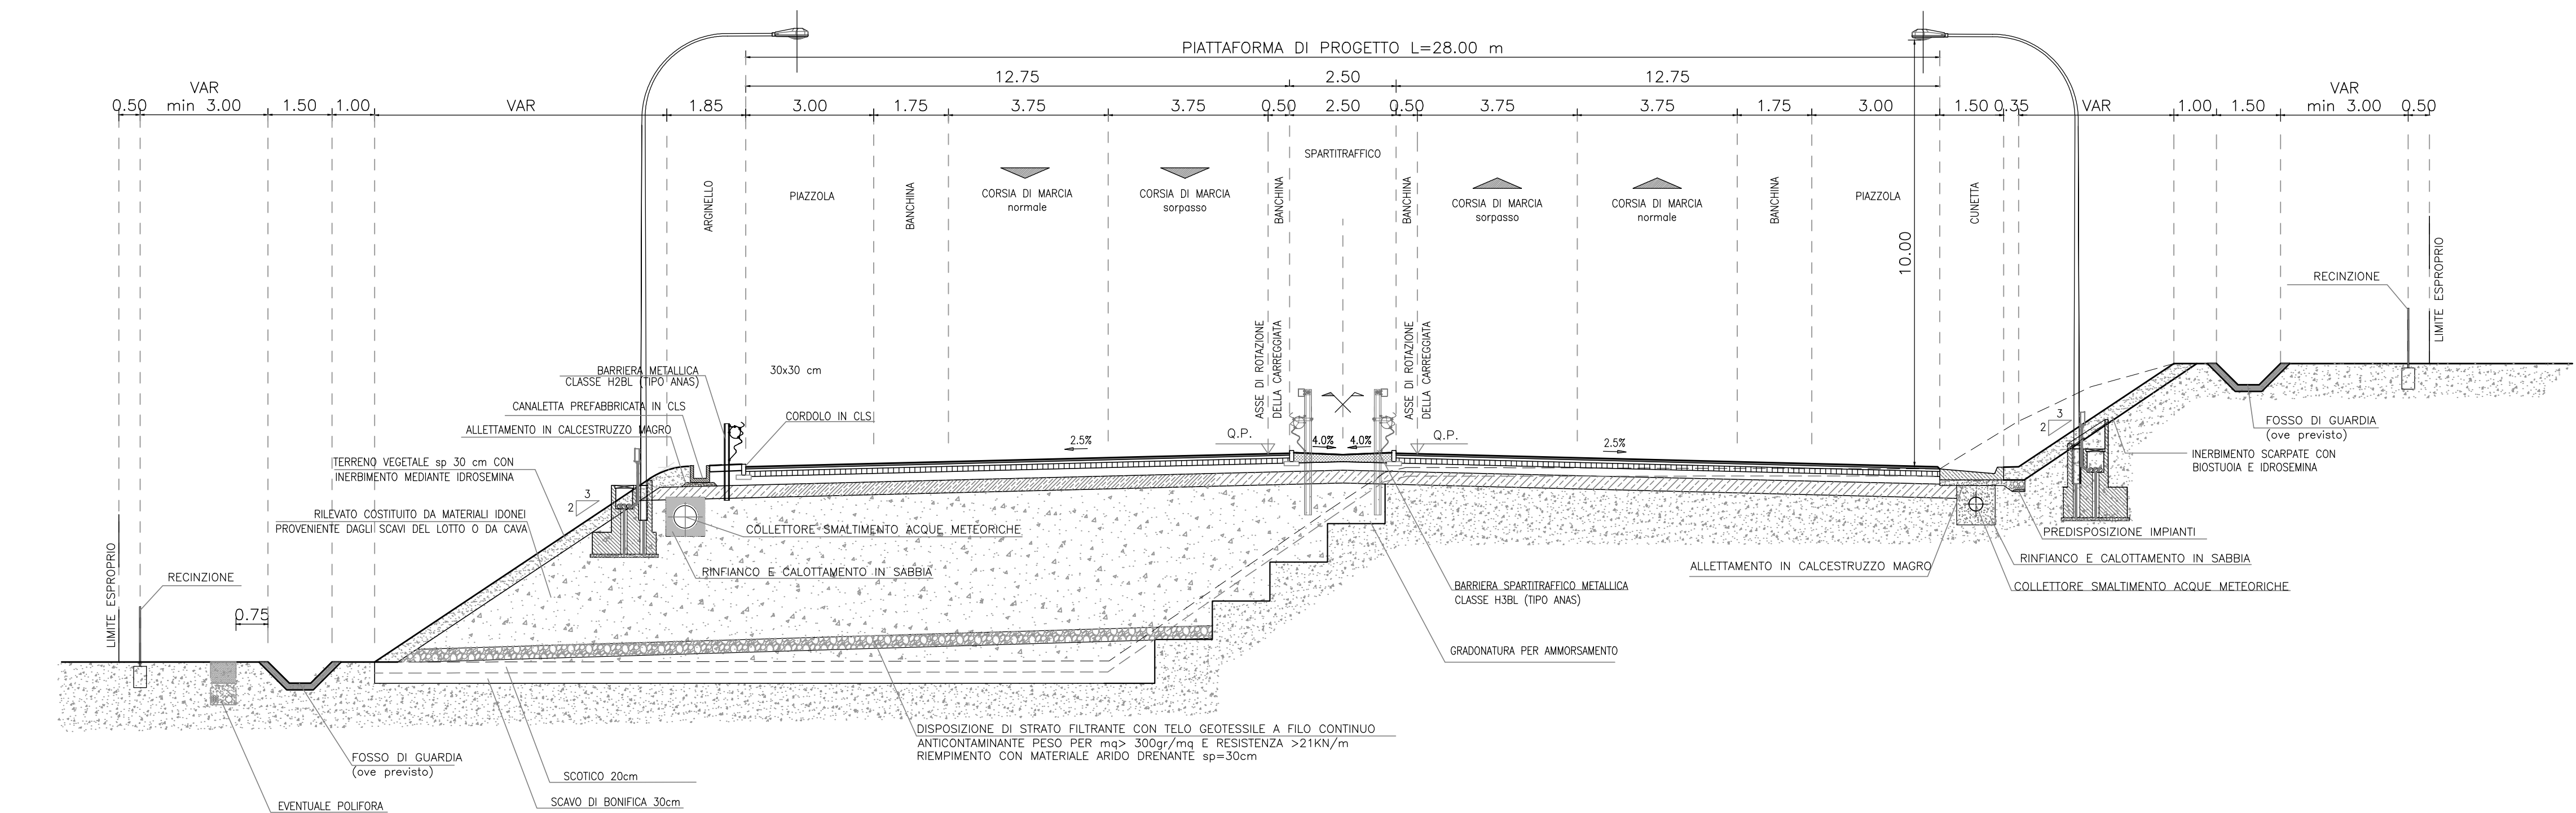 PIATTAFORMA DI PROGETTO L=28.00 m
12.75
2.50
12.75
VAR
VAR
0.50
min 3.00
1.50
1.00
VAR
1.85
3.00
1.75
3.75
3.75
0.50
2.50
0.50
3.75
3.75
1.75
3.00
1.50
0.35
VAR
1.00
1.50
min 3.00
0.50
SPARTITRAFFICO
ARGINELLO
PIAZZOLA
BANCHINA
CORSIA DI MARCIA
normale
CORSIA DI MARCIA
sorpasso
BANCHINA
BANCHINA
CORSIA DI MARCIA
sorpasso
CORSIA DI MARCIA
normale
BANCHINA
PIAZZOLA
CUNETTA
10.00
RECINZIONE
LIMITE ESPROPRIO
ASSE DI ROTAZIONE
DELLA CARREGGIATA
ASSE DI ROTAZIONE
DELLA CARREGGIATA
BARRIERA METALLICA
CLASSE H2BL (TIPO ANAS)
30x30 cm
CANALETTA PREFABBRICATA IN CLS
CORDOLO IN CLS
ALLETTAMENTO IN CALCESTRUZZO MAGRO
2.5%
Q.P.
4.0%
4.0%
Q.P.
2.5%
3
2
FOSSO DI GUARDIA
(ove previsto)
INERBIMENTO SCARPATE CON
BIOSTUOIA E IDROSEMINA
TERRENO VEGETALE sp 30 cm CON
INERBIMENTO MEDIANTE IDROSEMINA
3
2
RILEVATO COSTITUITO DA MATERIALI IDONEI
PROVENIENTE DAGLI SCAVI DEL LOTTO O DA CAVA
COLLETTORE SMALTIMENTO ACQUE METEORICHE
RINFIANCO E CALOTTAMENTO IN SABBIA
PREDISPOSIZIONE IMPIANTI
RINFIANCO E CALOTTAMENTO IN SABBIA
ALLETTAMENTO IN CALCESTRUZZO MAGRO
COLLETTORE SMALTIMENTO ACQUE METEORICHE
BARRIERA SPARTITRAFFICO METALLICA
CLASSE H3BL (TIPO ANAS)
LIMITE ESPROPRIO
RECINZIONE
0.75
GRADONATURA PER AMMORSAMENTO
DISPOSIZIONE DI STRATO FILTRANTE CON TELO GEOTESSILE A FILO CONTINUO
ANTICONTAMINANTE PESO PER mq> 300gr/mq E RESISTENZA >21KN/m
RIEMPIMENTO CON MATERIALE ARIDO DRENANTE sp=30cm
FOSSO DI GUARDIA
(ove previsto)
SCOTICO 20cm
SCAVO DI BONIFICA 30cm
EVENTUALE POLIFORA